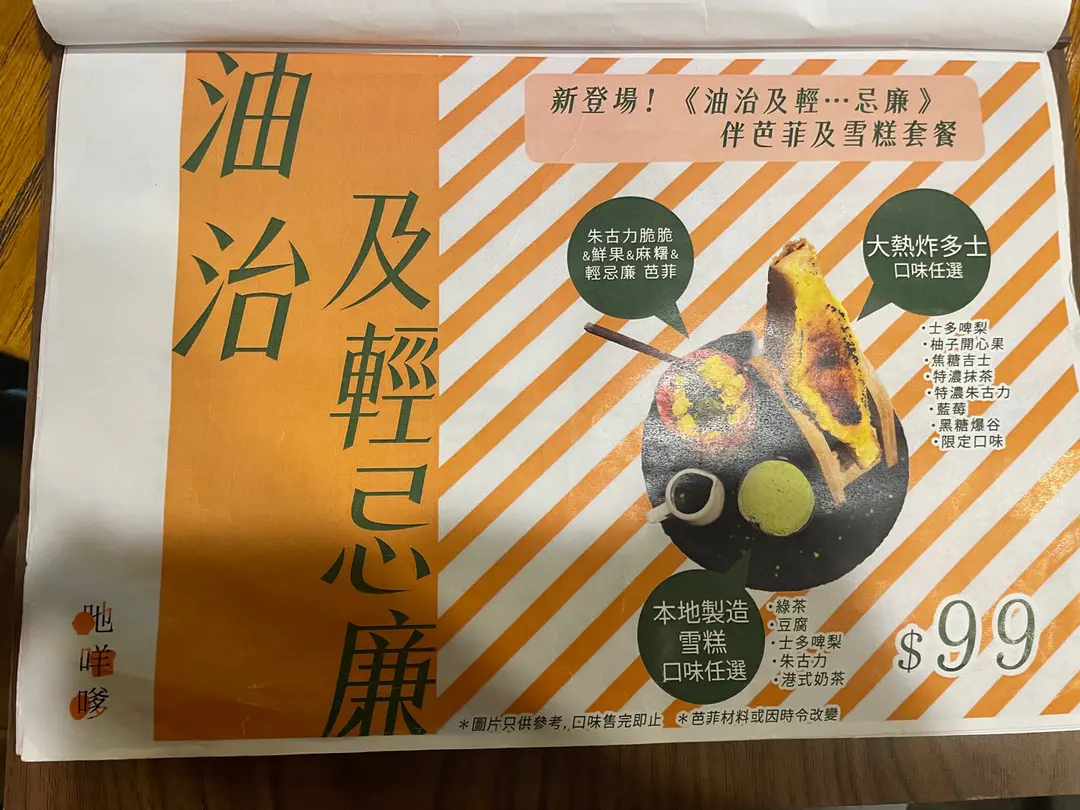 油治
及輕忌廉
新登場！《油治及輕…忌廉》
伴芭菲及雪糕套餐
朱古力脆脆
&鮮果&麻糬&
輕忌廉 芭菲
大熱炸多士
口味任選
・士多啤梨
・柚子開心果
・焦糖吉士
・特濃抹茶
・特濃朱古力
・藍莓
・黑糖爆谷
・限定口味
本地製造
雪糕
口味任選
・綠茶
・豆腐
・士多啤梨
・朱古力
・港式奶茶
$99
吔
咩
嗲
＊圖片只供參考，口味售完即止 ＊芭菲材料或因時令改變